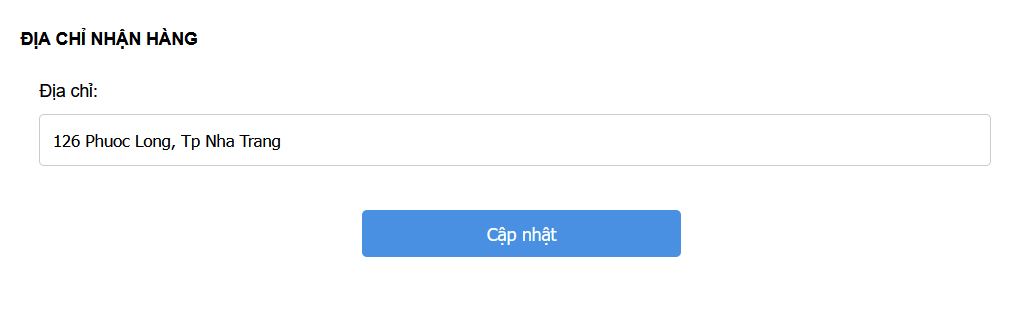 ĐỊA CHỈ NHẬN HÀNG
Địa chỉ:
126 Phuoc Long, Tp Nha Trang
Cập nhật